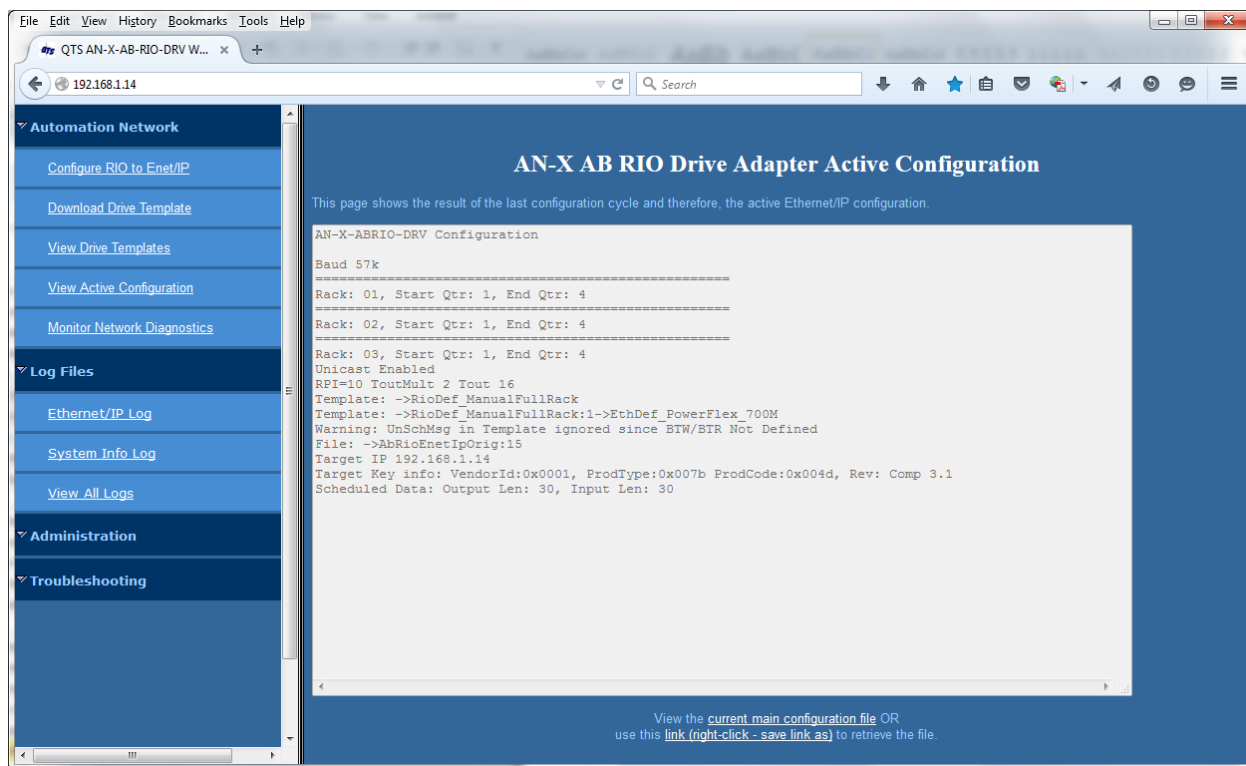 File Edit View History Bookmarks Tools Help
QTS AN-X-AB-RIO-DRV W...
192.168.1.14
Search
Automation Network
Configure RIO to Enet/IP
Download Drive Template
View Drive Templates
View Active Configuration
Monitor Network Diagnostics
Log Files
Ethernet/IP Log
System Info Log
View All Logs
Administration
Troubleshooting
AN-X AB RIO Drive Adapter Active Configuration
This page shows the result of the last configuration cycle and therefore, the active Ethernet/IP configuration.
AN-X-ABRIO-DRV Configuration
Baud 57k
====================================================
Rack: 01, Start Qtr: 1, End Qtr: 4
====================================================
Rack: 02, Start Qtr: 1, End Qtr: 4
====================================================
Rack: 03, Start Qtr: 1, End Qtr: 4
Unicast Enabled
RPI=10 ToutMult 2 Tout 16
Template: ->RioDef_ManualFullRack
Template: ->RioDef_ManualFullRack:1->EthDef_PowerFlex_700M
Warning: UnSchMsg in Template ignored since BTW/BTR Not Defined
File: ->AbRioEnetIpOrig:15
Target IP 192.168.1.14
Target Key info: VendorId:0x0001, ProdType:0x007b ProdCode:0x004d, Rev: Comp 3.1
Scheduled Data: Output Len: 30, Input Len: 30
View the current main configuration file OR
use this link (right-click - save link as) to retrieve the file.